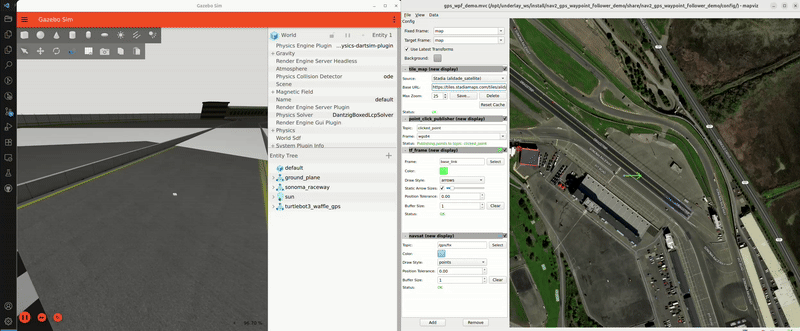 Gazebo Sim
Gazebo Sim
World
Entity 1
Physics Engine Plugin
...ysics-dartsim-plugin
Gravity
Render Engine Server Headless
Atmosphere
Physics Collision Detector
ode
Scene
Magnetic Field
Name
default
Render Engine Server Plugin
Physics Solver
DantzigBoxedLcpSolver
Render Engine Gui Plugin
Physics
World Sdf
System Plugin Info
Entity Tree
default
ground_plane
sonoma_raceway
sun
turtlebot3_waffle_gps
gps_wpf_demo.mvc (/opt/underlay_ws/install/nav2_gps_waypoint_follower_demo/share/nav2_gps_waypoint_follower_demo/config/) - mapviz
File View Data
Config
Fixed Frame: map
Target Frame: map
Use Latest Transforms
Background:
tile_map (new display)
Source: Stadia (alidade_satellite)
Base URL: https://tiles.stadiamaps.com/tiles/alid
Max Zoom: 25 Save... Delete
Reset Cache
Status: OK
point_click_publisher (new display)
Topic: clicked_point
Frame: wgs84
Status: Publishing points to topic: clicked_point
tf_frame (new display)
Frame: base_link Select
Color:
Draw Style: arrows
Static Arrow Sizes:
Position Tolerance: 0.00
Buffer Size: 1 Clear
Status: OK
navsat (new display)
Topic: /gps/fix Select
Color:
Draw Style: points
Position Tolerance: 0.00
Buffer Size: 1 Clear
Status: OK
Add Remove